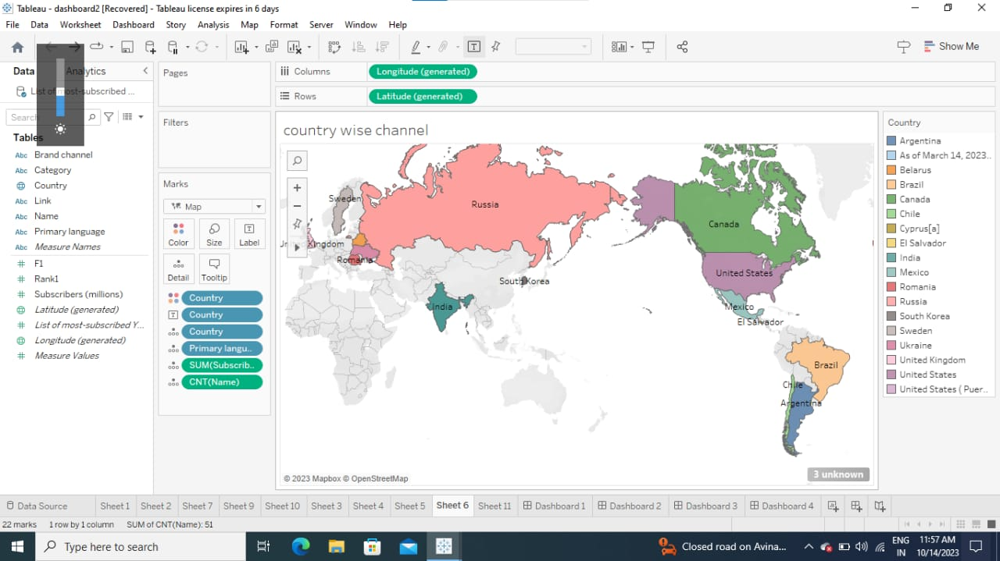 Tableau - dashboard2 [Recovered] - Tableau license expires in 6 days
File Data Worksheet Dashboard Story Analysis Map Format Server Window Help
Show Me
Data Analytics
List of most-subscribed ...
Search
Tables
Abc Brand channel
Abc Category
Country
Abc Link
Abc Name
Abc Primary language
Abc Measure Names
F1
Rank1
Subscribers (millions)
Latitude (generated)
List of most-subscribed Y...
Longitude (generated)
Measure Values
Pages
Filters
Marks
Map
Color Size Label
Detail Tooltip
Country
Country
Country
Primary langu..
SUM(Subscrib..
CNT(Name)
Columns Longitude (generated)
Rows Latitude (generated)
country wise channel
Sweden
Russia
Canada
Kingdom
Romania
United States
South Korea
India
Mexico
El Salvador
Brazil
Chile
Argentina
© 2023 Mapbox © OpenStreetMap
3 unknown
Country
Argentina
As of March 14, 2023..
Belarus
Brazil
Canada
Chile
Cyprus[a]
El Salvador
India
Mexico
Romania
Russia
South Korea
Sweden
Ukraine
United Kingdom
United States
United States ( Puer..
Data Source Sheet 1 Sheet 2 Sheet 7 Sheet 9 Sheet 10 Sheet 3 Sheet 4 Sheet 5 Sheet 6 Sheet 11 Dashboard 1 Dashboard 2 Dashboard 3 Dashboard 4
22 marks 1 row by 1 column SUM of CNT(Name): 51
Type here to search
Closed road on Avina...
ENG
IN
11:57 AM
10/14/2023